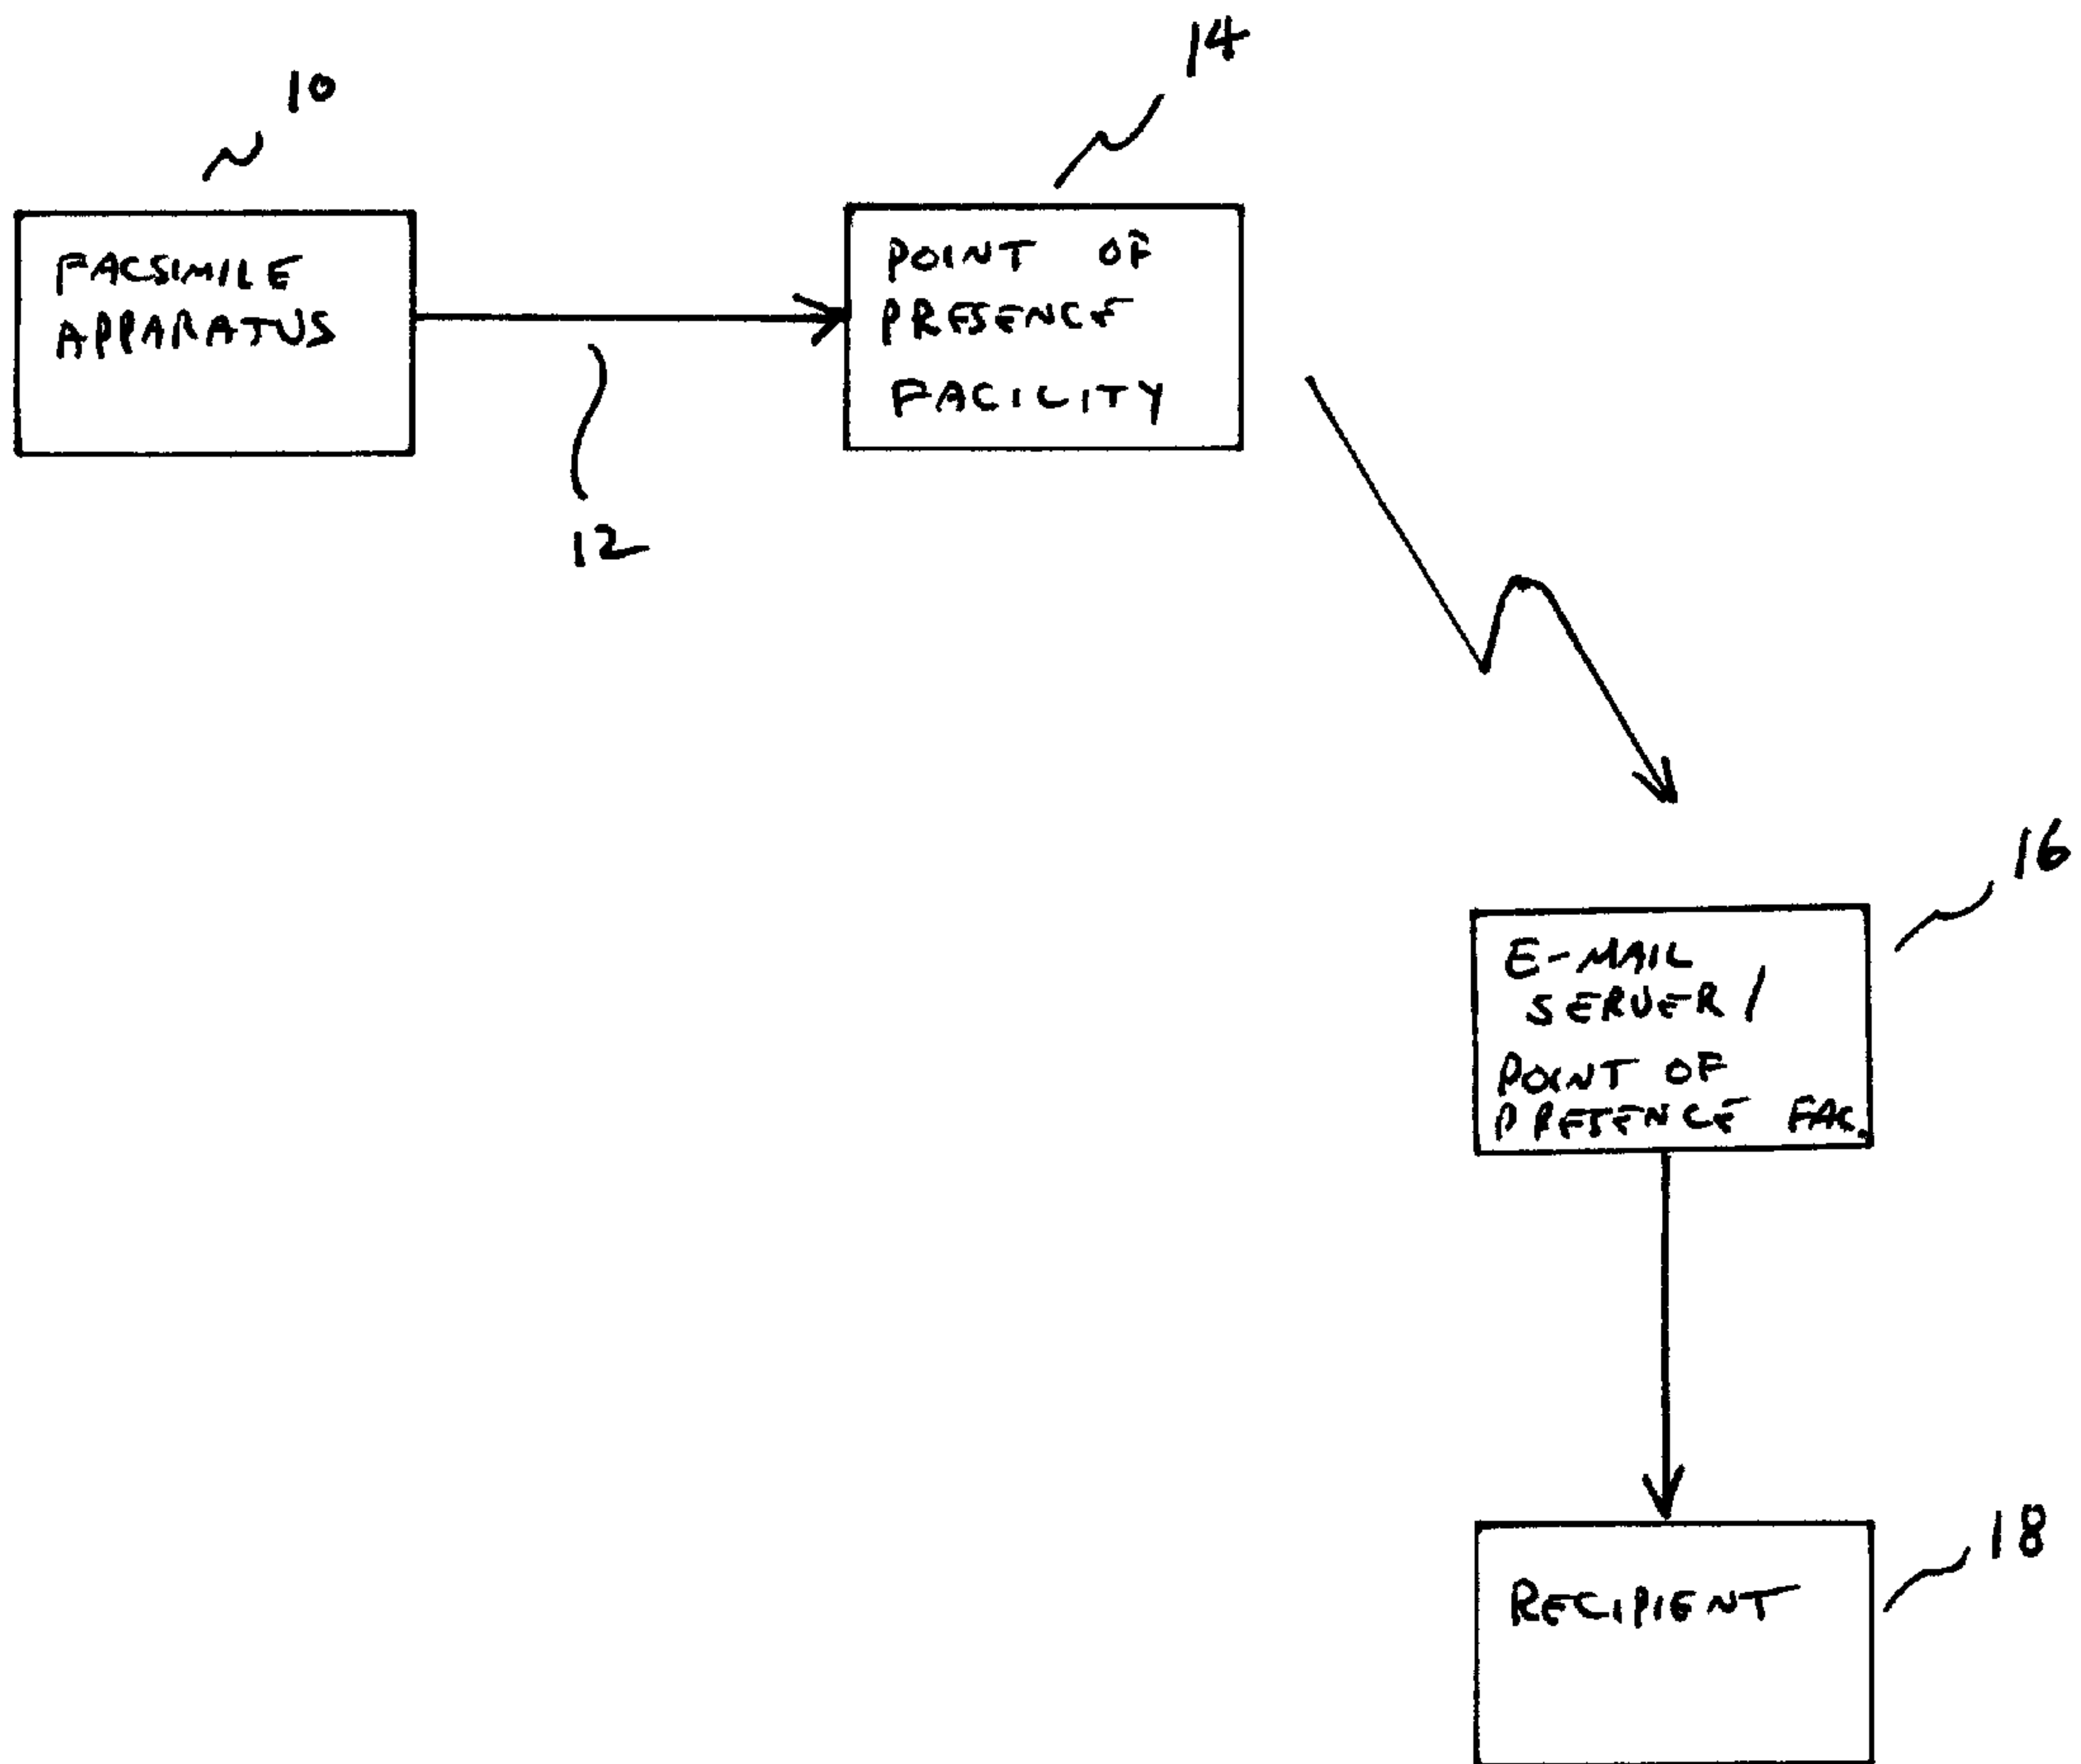 10
14
FACSIMILE
APPARATUS
POINT OF
PRESENCE
FACILITY
12
16
E-MAIL
SERVER/
POINT OF
PRESENCE FAC.
18
RECIPIENT